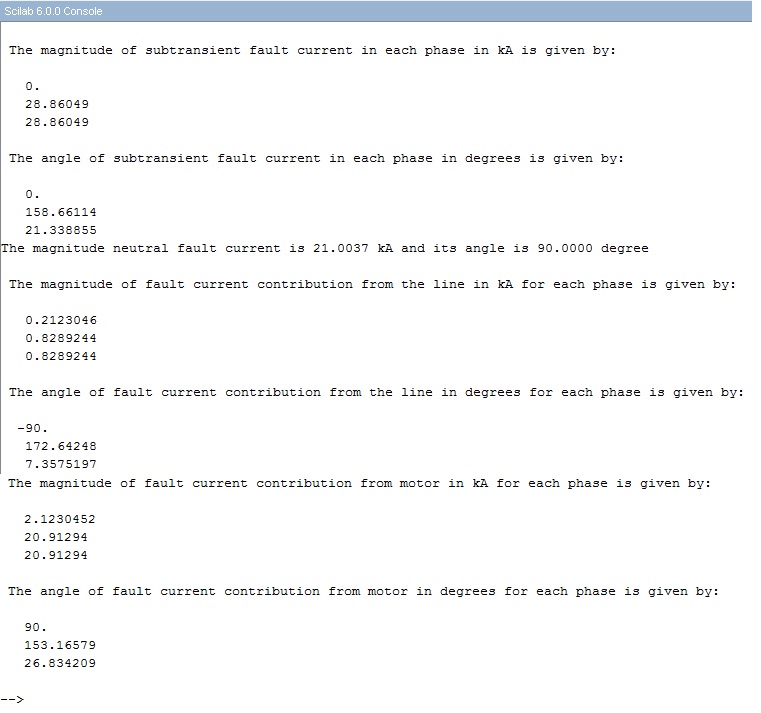 Scilab 6.0.0 Console
The magnitude of subtransient fault current in each phase in kA is given by:
0.
28.86049
28.86049
The angle of subtransient fault current in each phase in degrees is given by:
0.
158.66114
21.338855
The magnitude neutral fault current is 21.0037 kA and its angle is 90.0000 degree
The magnitude of fault current contribution from the line in kA for each phase is given by:
0.2123046
0.8289244
0.8289244
The angle of fault current contribution from the line in degrees for each phase is given by:
-90.
172.64248
7.3575197
The magnitude of fault current contribution from motor in kA for each phase is given by:
2.1230452
20.91294
20.91294
The angle of fault current contribution from motor in degrees for each phase is given by:
90.
153.16579
26.834209
-->